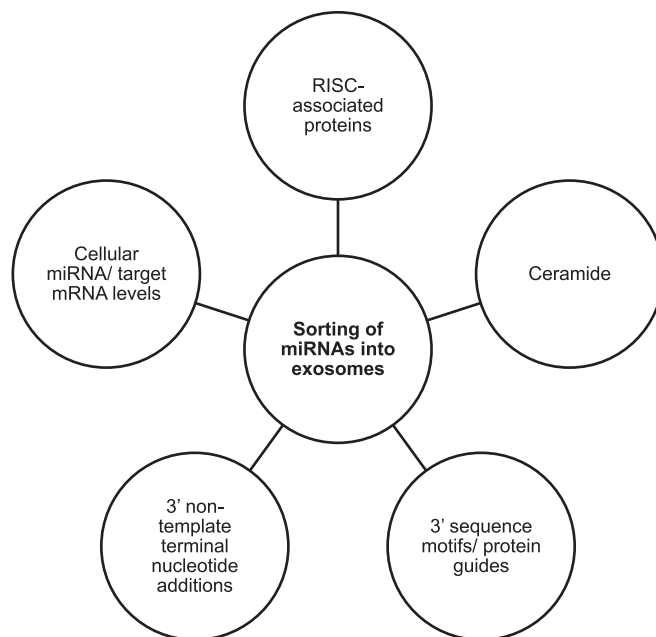 RISC-
associated
proteins
Cellular
miRNA/ target
mRNA levels
Ceramide
Sorting of
miRNAs into
exosomes
3’ non-
template
terminal
nucleotide
additions
3’ sequence
motifs/ protein
guides